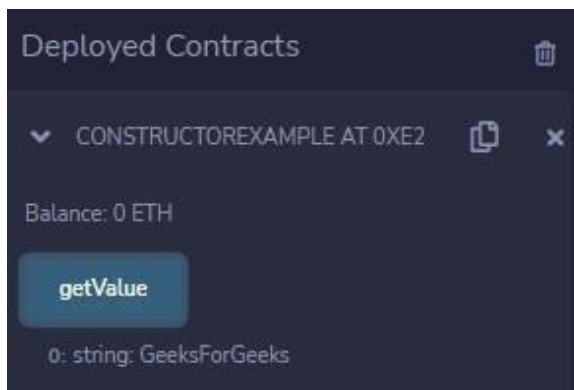 Deployed Contracts
CONSTRUCTOREXAMPLE AT 0XE2
Balance: 0 ETH
getValue
0: string: GeeksForGeeks